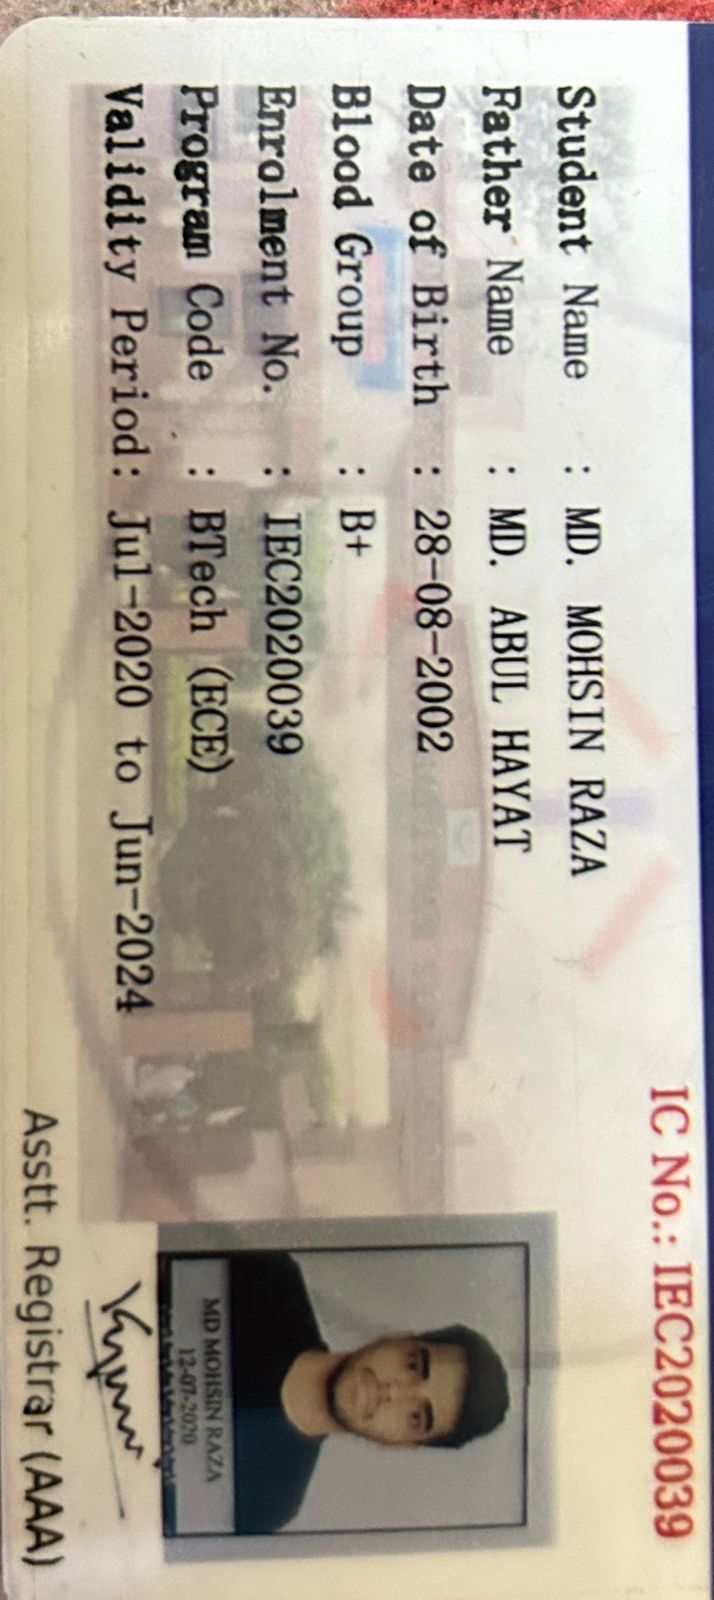 IC No.: IEC2020039
Student Name : MD. MOHSIN RAZA
Father Name : MD. ABUL HAYAT
Date of Birth : 28-08-2002
Blood Group : B+
Enrolment No. : IEC2020039
Program Code : BTech (ECE)
Validity Period: Jul-2020 to Jun-2024
MD MOHSIN RAZA
12-07-2020
Asstt. Registrar (AAA)